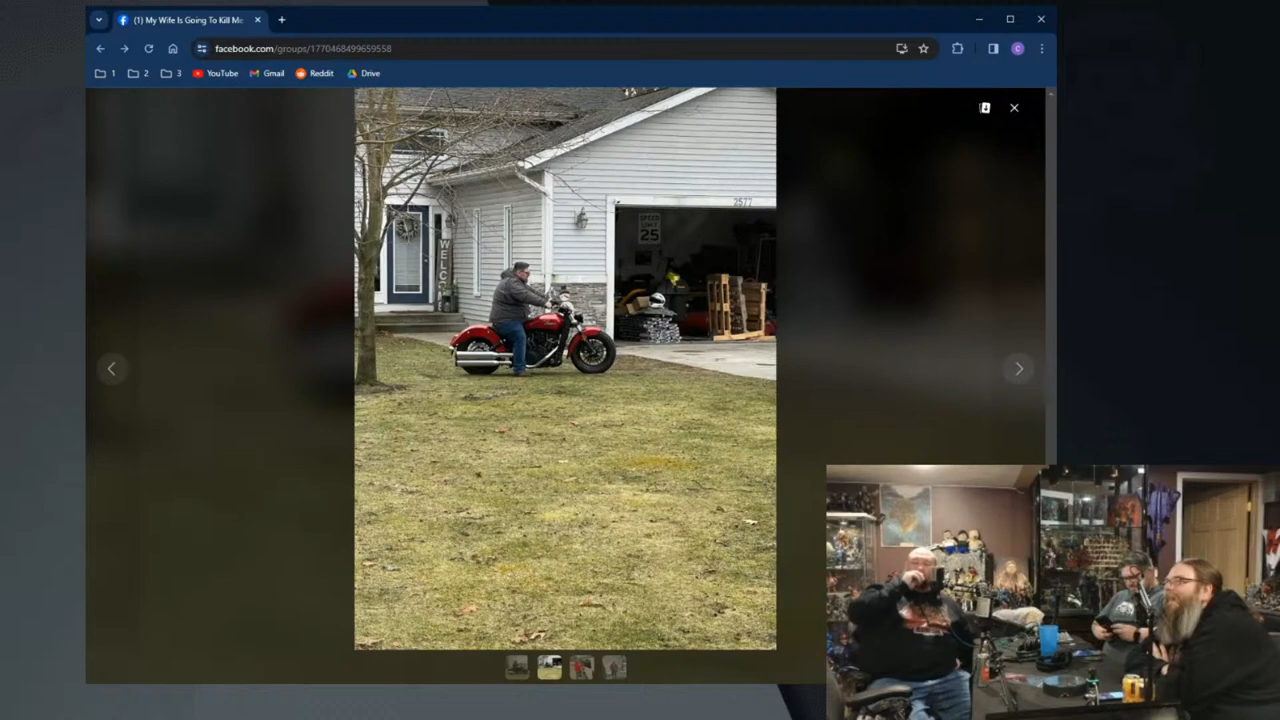 (1) My Wife Is Going To Kill Me
facebook.com/groups/1770468499659558
1 2 3 YouTube Gmail Reddit Drive
C
2577
SPEED
LIMIT
25
WELC